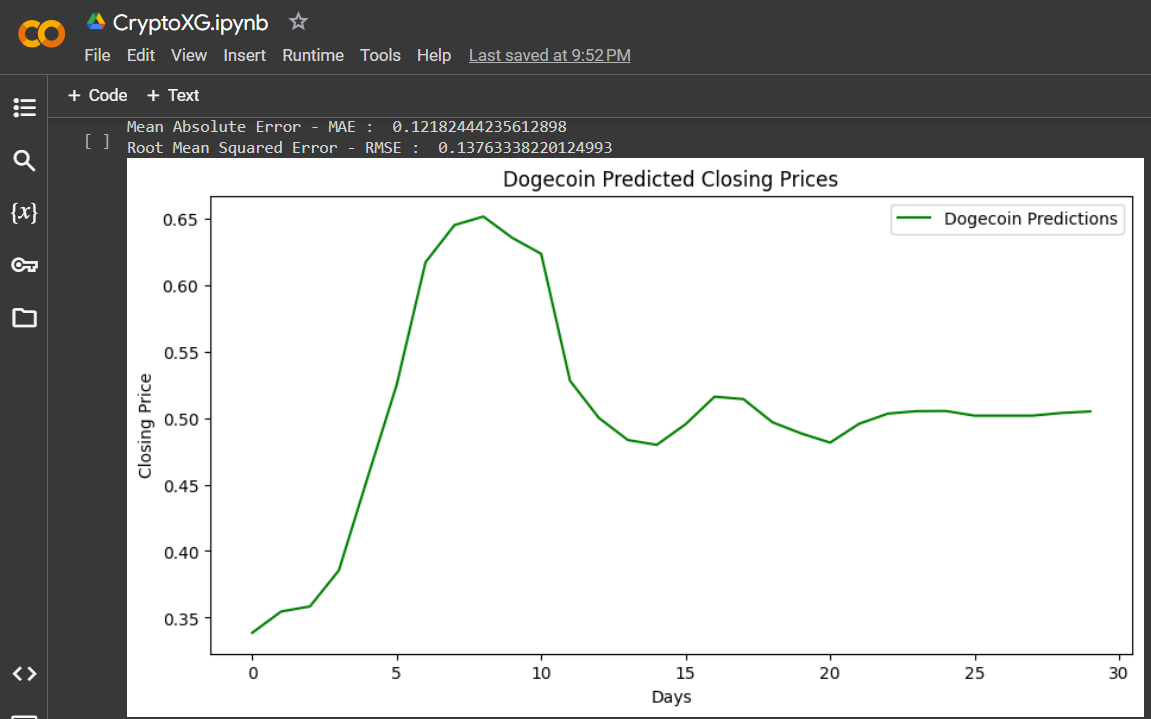 CryptoXG.ipynb
File Edit View Insert Runtime Tools Help Last saved at 9:52 PM
+ Code + Text
{x}
[ ]
Mean Absolute Error - MAE :  0.12182444235612898
Root Mean Squared Error - RMSE :  0.13763338220124993
Dogecoin Predicted Closing Prices
Dogecoin Predictions
Closing Price
0.65
0.60
0.55
0.50
0.45
0.40
0.35
0 5 10 15 20 25 30
Days